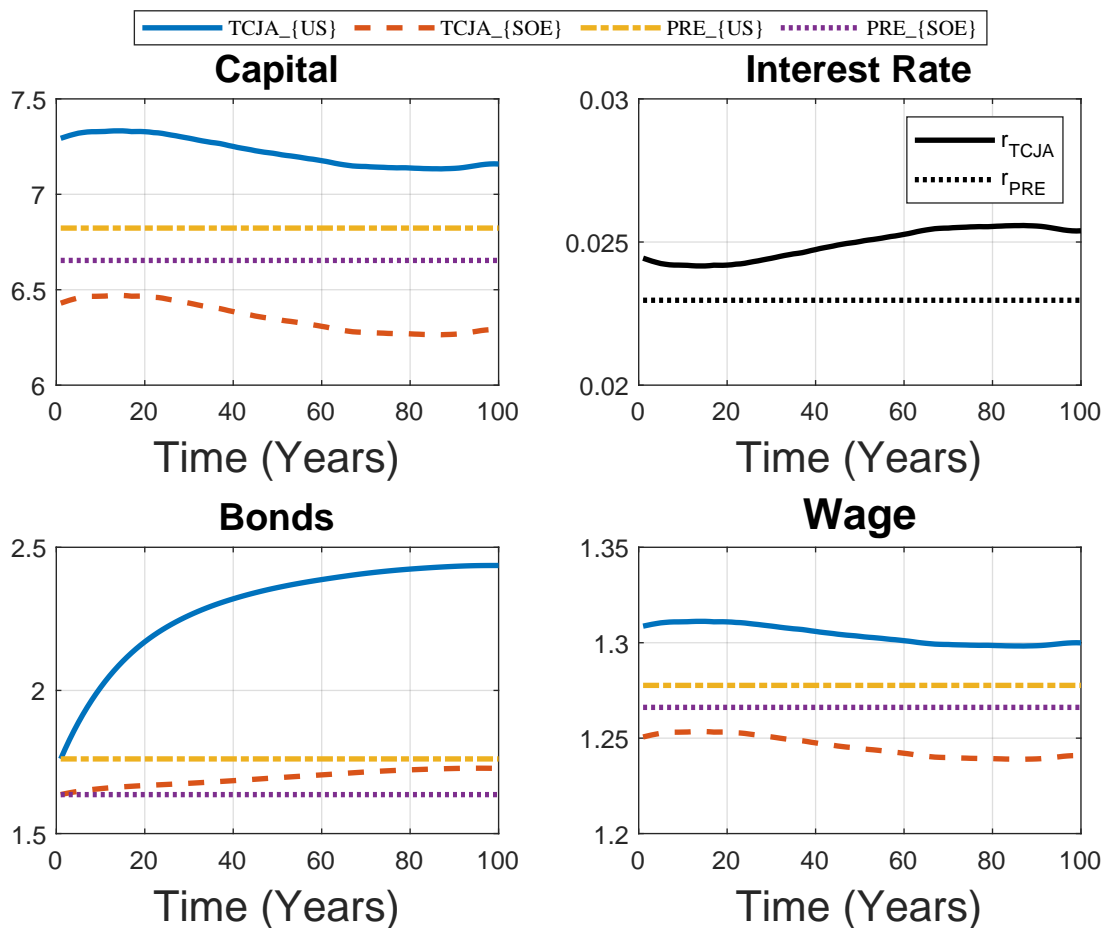 TCJA_{US} TCJA_{SOE} PRE_{US} PRE_{SOE}
Capital
7.5
7
6.5
6
0 20 40 60 80 100
Time (Years)
Interest Rate
0.03
0.025
0.02
r_TCJA
r_PRE
0 20 40 60 80 100
Time (Years)
Bonds
2.5
2
1.5
0 20 40 60 80 100
Time (Years)
Wage
1.35
1.3
1.25
1.2
0 20 40 60 80 100
Time (Years)